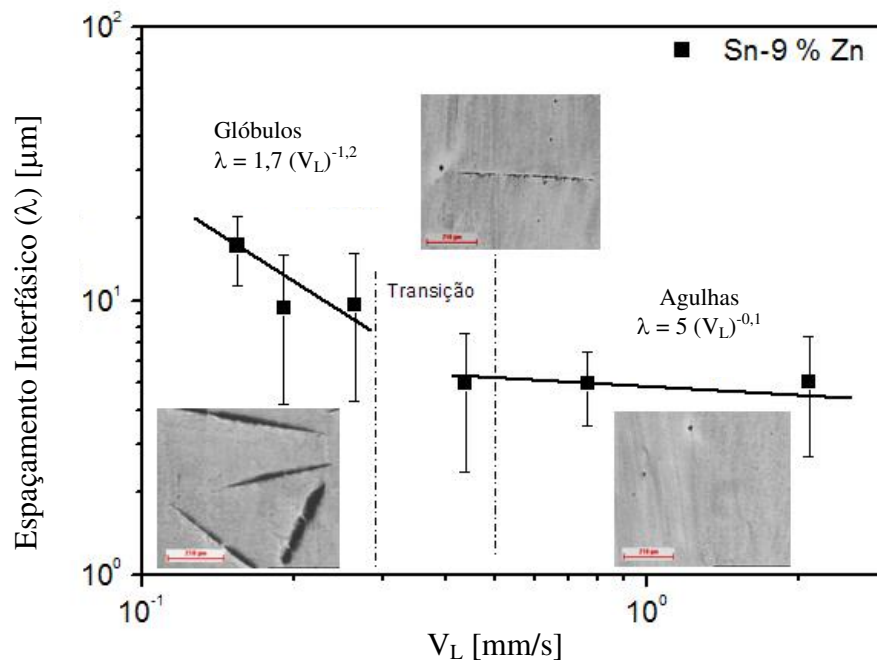 10²
Sn-9 % Zn
Glóbulos
λ = 1,7 (V_L)⁻¹,²
Espaçamento Interfásico (λ) [µm]
10¹
Transição
Agulhas
λ = 5 (V_L)⁻⁰,¹
10⁰
10⁻¹
10⁰
V_L [mm/s]